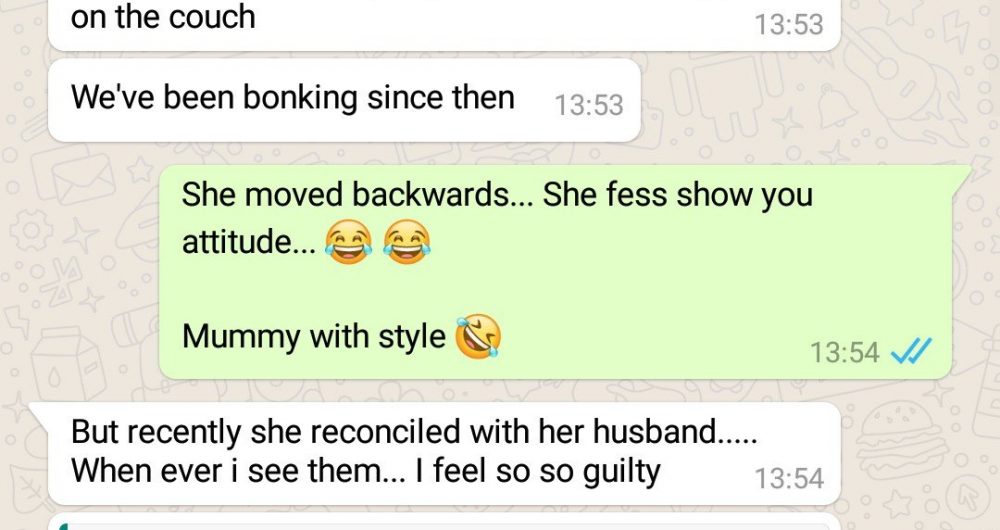 on the couch
13:53
We've been bonking since then
13:53
She moved backwards... She fess show you
attitude... 😂 😂
Mummy with style 🤣
13:54
But recently she reconciled with her husband.....
When ever i see them... I feel so so guilty
13:54